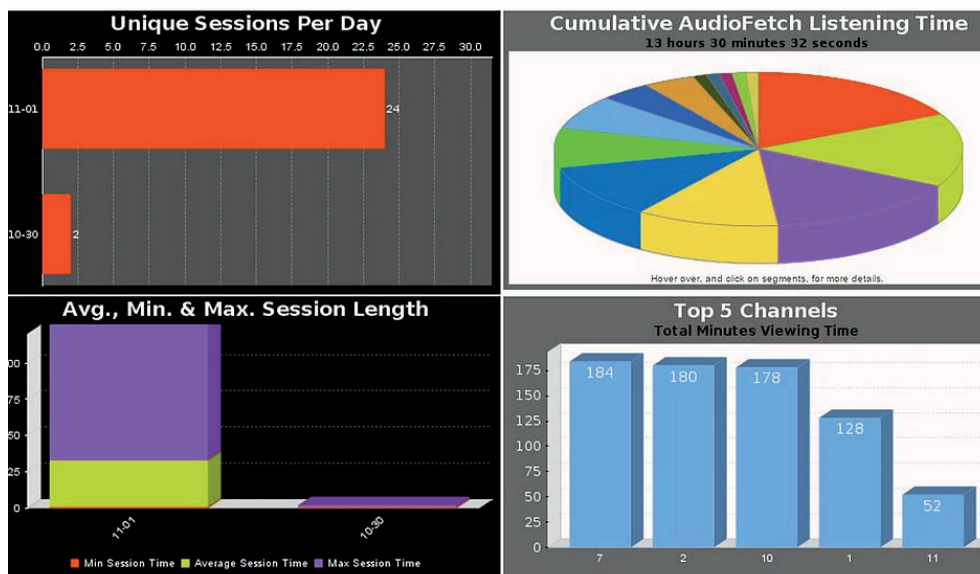 Unique Sessions Per Day
0.0 2.5 5.0 7.5 10.0 12.5 15.0 17.5 20.0 22.5 25.0 27.5 30.0
11-01
24
10-30
2
Cumulative AudioFetch Listening Time
13 hours 30 minutes 32 seconds
Hover over, and click on segments, for more details.
Avg., Min. & Max. Session Length
00
75
50
25
0
11-01
10-30
Min Session Time Average Session Time Max Session Time
Top 5 Channels
Total Minutes Viewing Time
175
150
125
100
75
50
25
0
184
180
178
128
52
7 2 10 1 11